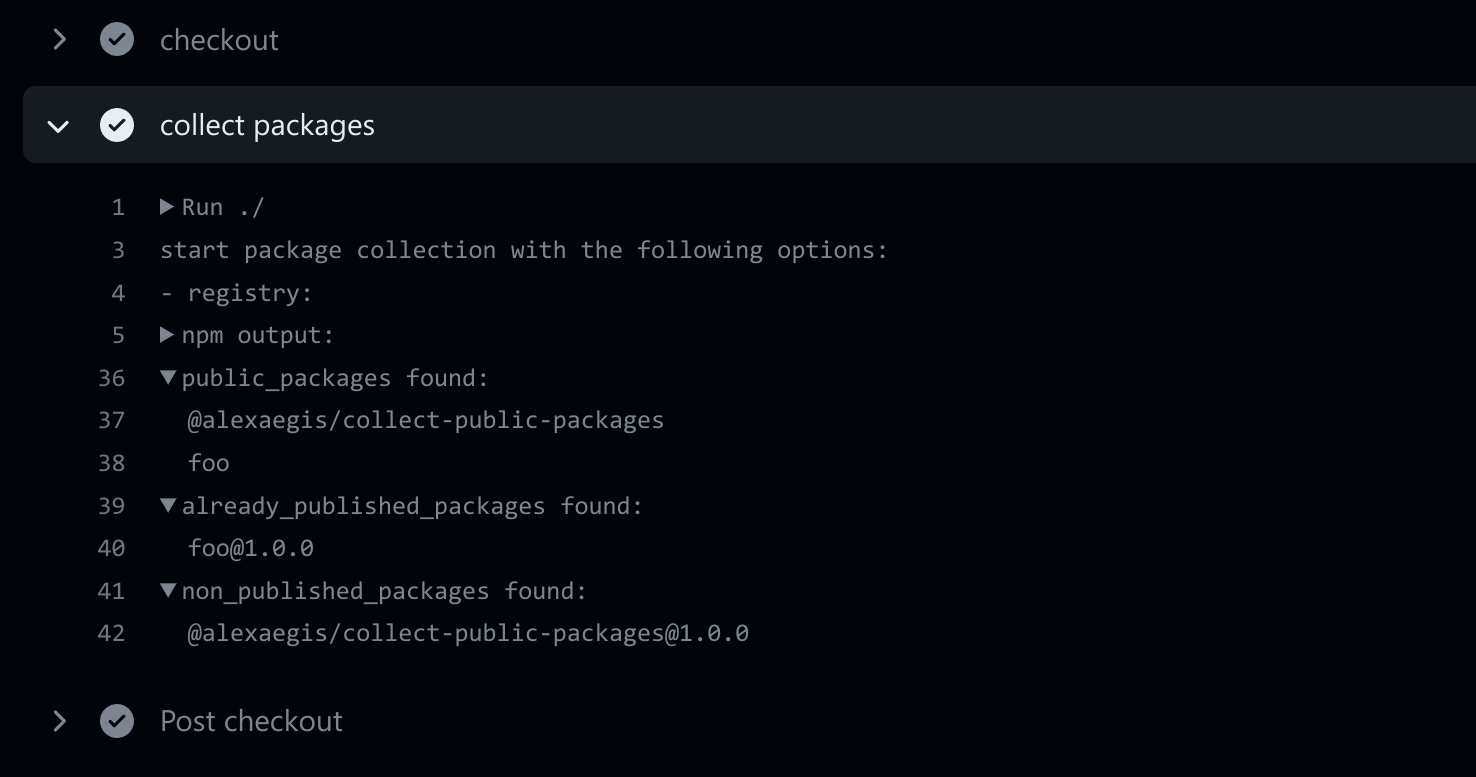 checkout
collect packages
1 Run ./
3 start package collection with the following options:
4 - registry:
5 npm output:
36 public_packages found:
37 @alexaegis/collect-public-packages
38 foo
39 already_published_packages found:
40 foo@1.0.0
41 non_published_packages found:
42 @alexaegis/collect-public-packages@1.0.0
Post checkout